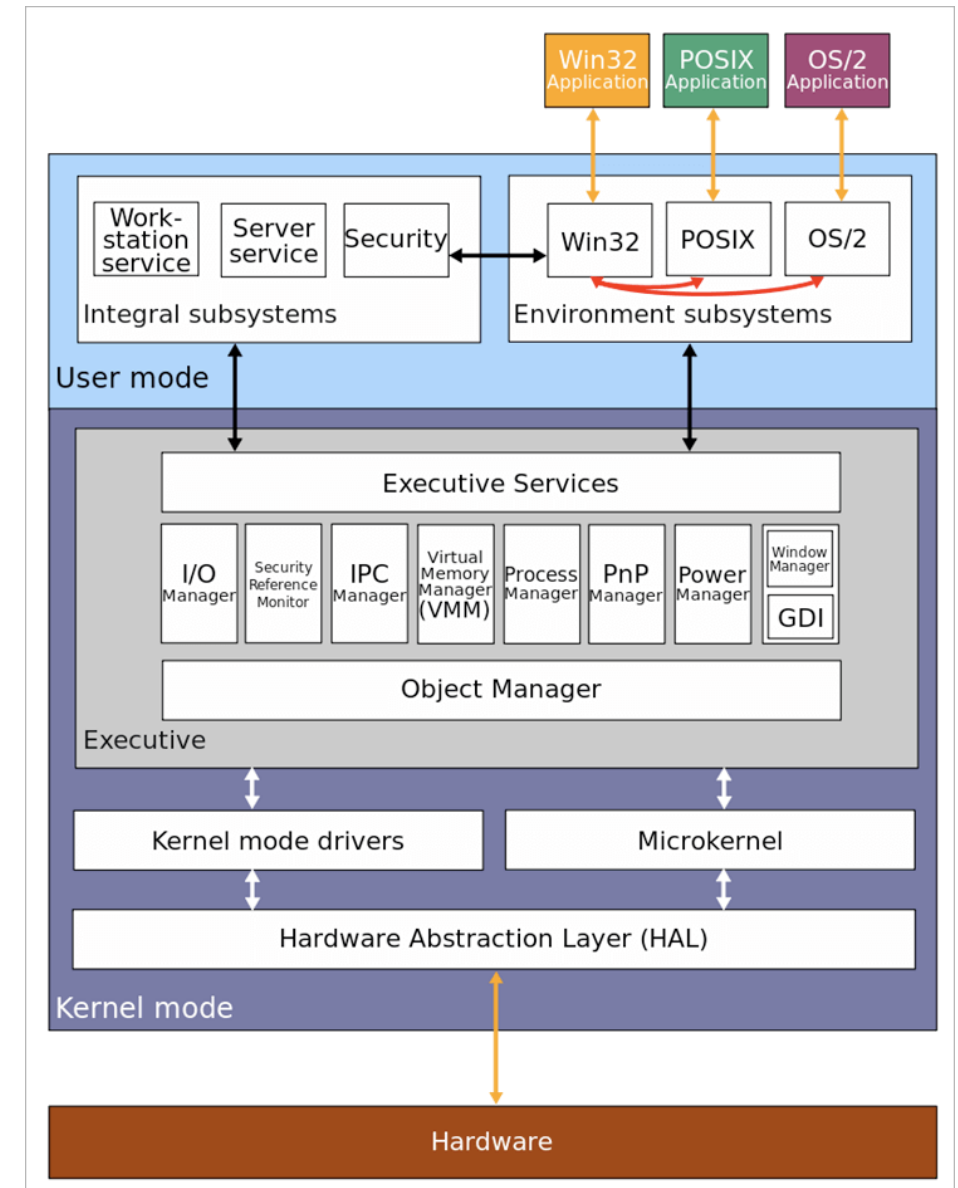 Win32
Application
POSIX
Application
OS/2
Application
Work-
station
service
Server
service
Security
Integral subsystems
Win32
POSIX
OS/2
Environment subsystems
User mode
Executive Services
I/O
Manager
Security
Reference
Monitor
IPC
Manager
Virtual
Memory
Manager
(VMM)
Process
Manager
PnP
Manager
Power
Manager
Window
Manager
GDI
Object Manager
Executive
Kernel mode drivers
Microkernel
Hardware Abstraction Layer (HAL)
Kernel mode
Hardware